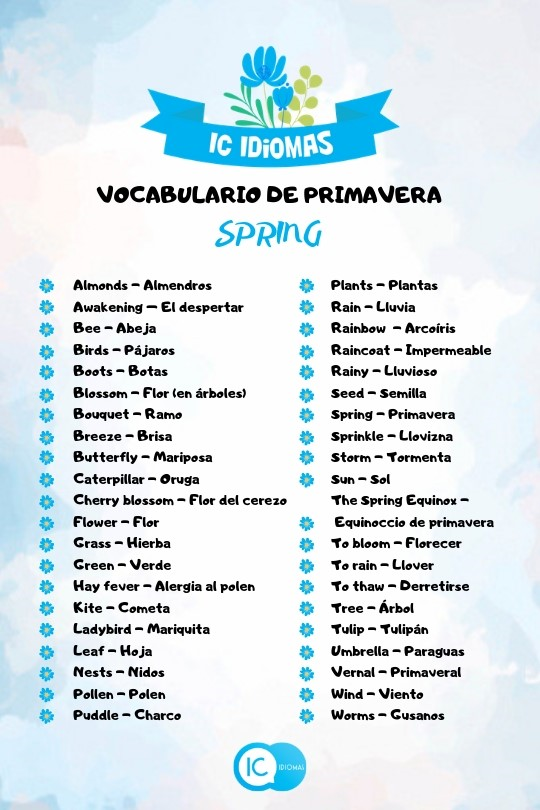 IC IDIOMAS
VOCABULARIO DE PRIMAVERA
SPRING
Almonds – Almendros
Awakening – El despertar
Bee – Abeja
Birds – Pájaros
Boots – Botas
Blossom – Flor (en árboles)
Bouquet – Ramo
Breeze – Brisa
Butterfly – Mariposa
Caterpillar – Oruga
Cherry blossom – Flor del cerezo
Flower – Flor
Grass – Hierba
Green – Verde
Hay fever – Alergia al polen
Kite – Cometa
Ladybird – Mariquita
Leaf – Hoja
Nests – Nidos
Pollen – Polen
Puddle – Charco
Plants – Plantas
Rain – Lluvia
Rainbow – Arcoíris
Raincoat – Impermeable
Rainy – Lluvioso
Seed – Semilla
Spring – Primavera
Sprinkle – Llovizna
Storm – Tormenta
Sun – Sol
The Spring Equinox –
Equinoccio de primavera
To bloom – Florecer
To rain – Llover
To thaw – Derretirse
Tree – Árbol
Tulip – Tulipán
Umbrella – Paraguas
Vernal – Primaveral
Wind – Viento
Worms – Gusanos
IC IDIOMAS